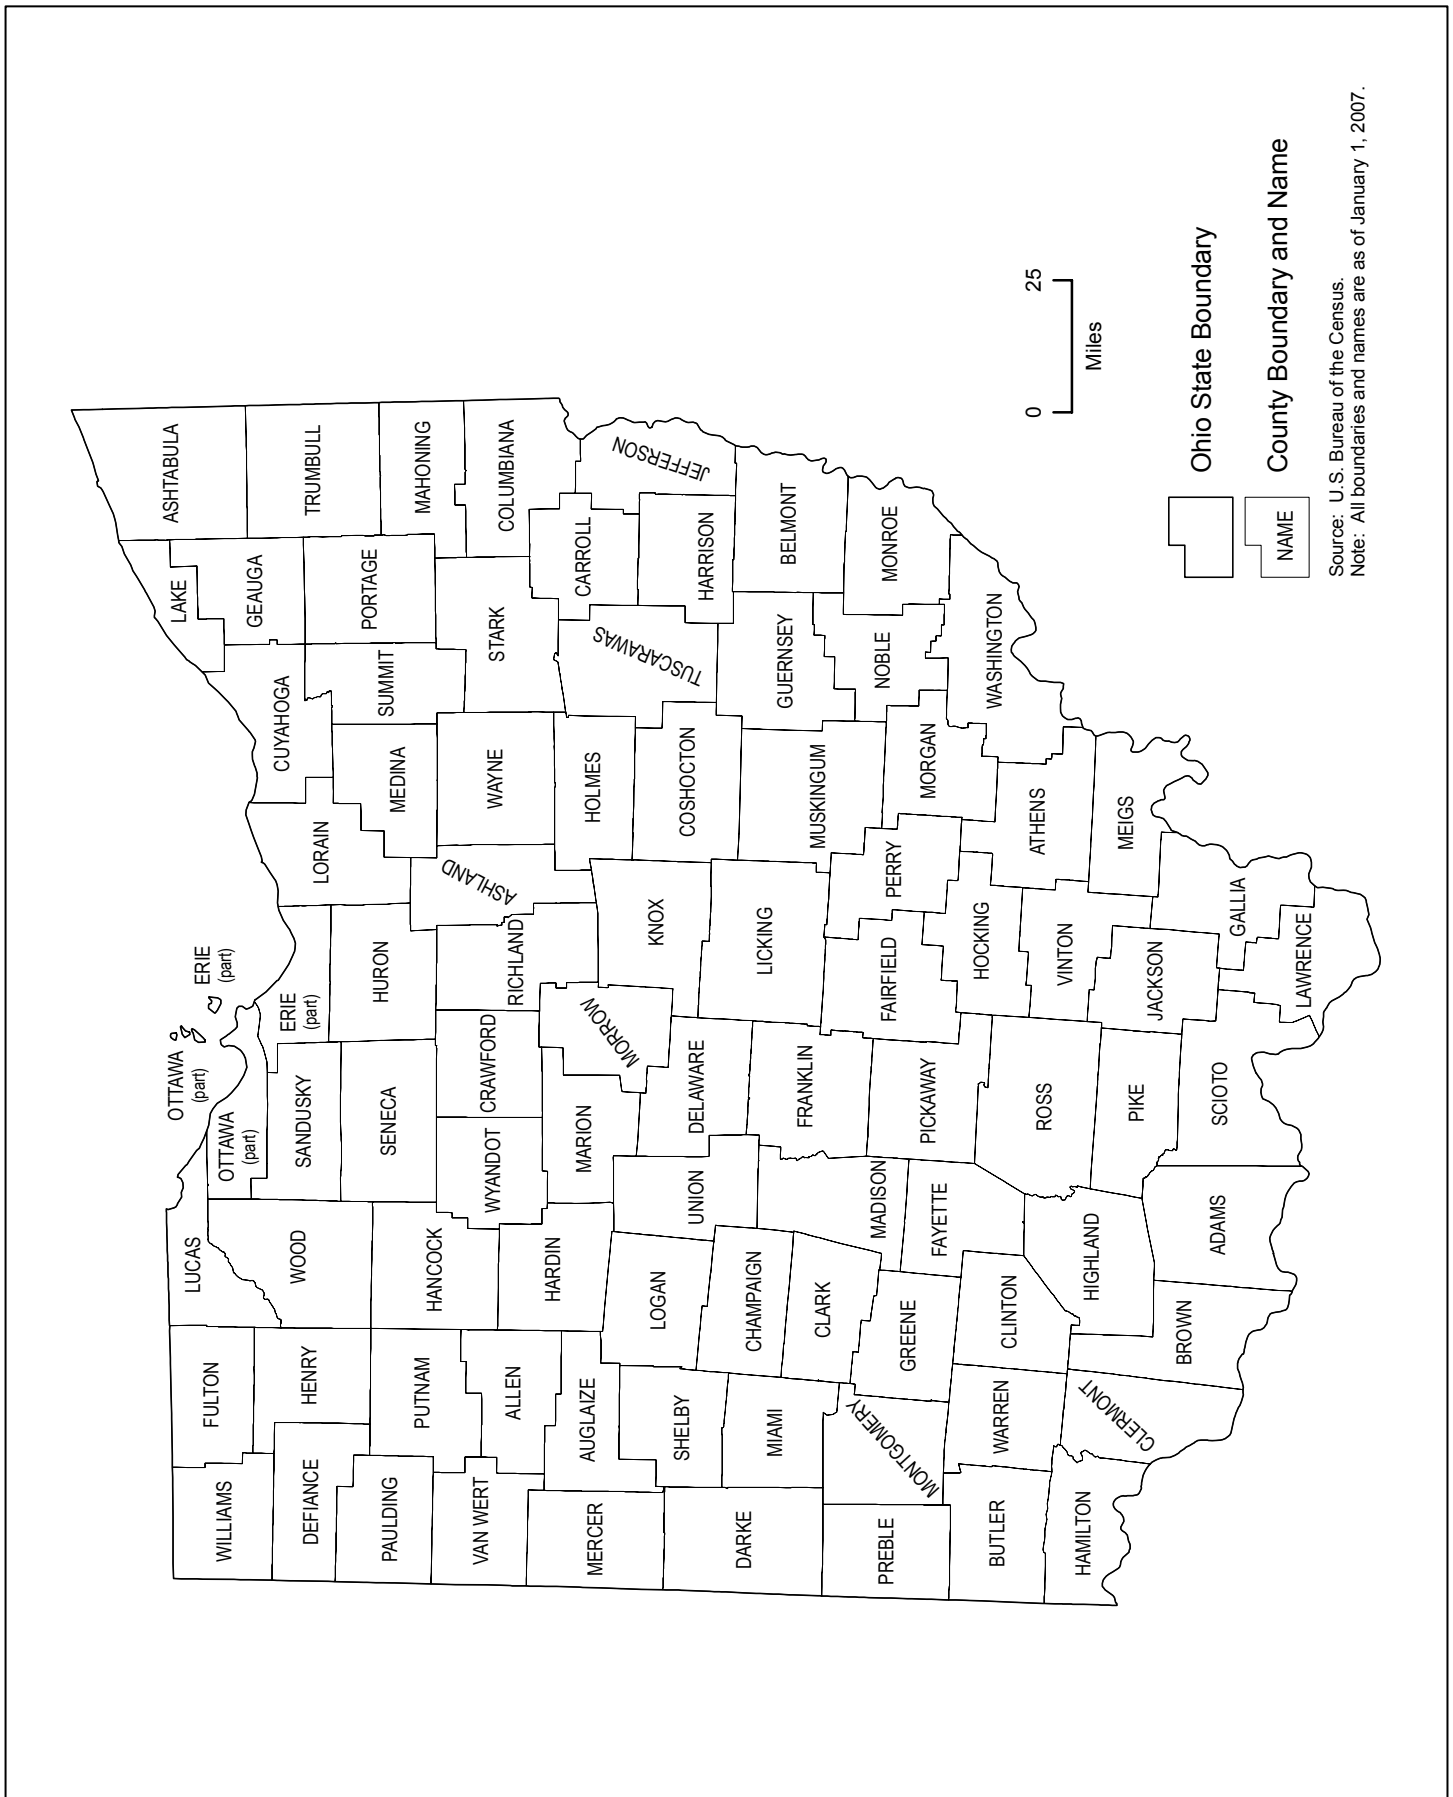 OTTAWA
(part)
ERIE
(part)
LUCAS
FULTON
WILLIAMS
OTTAWA
(part)
ERIE
(part)
LAKE
ASHTABULA
GEAUGA
CUYAHOGA
DEFIANCE
HENRY
WOOD
SANDUSKY
LORAIN
TRUMBULL
PAULDING
PUTNAM
HANCOCK
SENECA
HURON
MEDINA
SUMMIT
PORTAGE
MAHONING
VAN WERT
ALLEN
WYANDOT
CRAWFORD
RICHLAND
ASHLAND
WAYNE
STARK
COLUMBIANA
MERCER
AUGLAIZE
HARDIN
MARION
MORROW
HOLMES
TUSCARAWAS
CARROLL
JEFFERSON
SHELBY
LOGAN
UNION
DELAWARE
KNOX
COSHOCTON
HARRISON
DARKE
MIAMI
CHAMPAIGN
CLARK
MADISON
FRANKLIN
LICKING
MUSKINGUM
GUERNSEY
BELMONT
PREBLE
MONTGOMERY
GREENE
FAYETTE
PICKAWAY
FAIRFIELD
PERRY
MORGAN
NOBLE
MONROE
BUTLER
WARREN
CLINTON
ROSS
HOCKING
ATHENS
WASHINGTON
HAMILTON
CLERMONT
BROWN
HIGHLAND
ADAMS
PIKE
SCIOTO
VINTON
JACKSON
MEIGS
GALLIA
LAWRENCE
0 25
Miles
Ohio State Boundary
NAME County Boundary and Name
Source: U.S. Bureau of the Census.
Note: All boundaries and names are as of January 1, 2007.